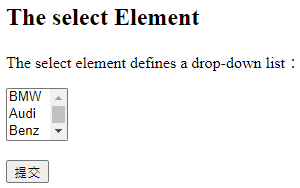 The select Element
The select element defines a drop-down list：
BMW
Audi
Benz
提交